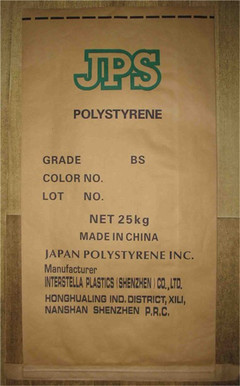 JPS
POLYSTYRENE
GRADE BS
COLOR NO.
LOT NO.
NET 25kg
MADE IN CHINA
JAPAN POLYSTYRENE INC.
Manufacturer
INTERSTELLA PLASTICS (SHENZHEN) CO., LTD.
HONGHUALING IND. DISTRICT, XILI,
NANSHAN SHENZHEN P.R.C.